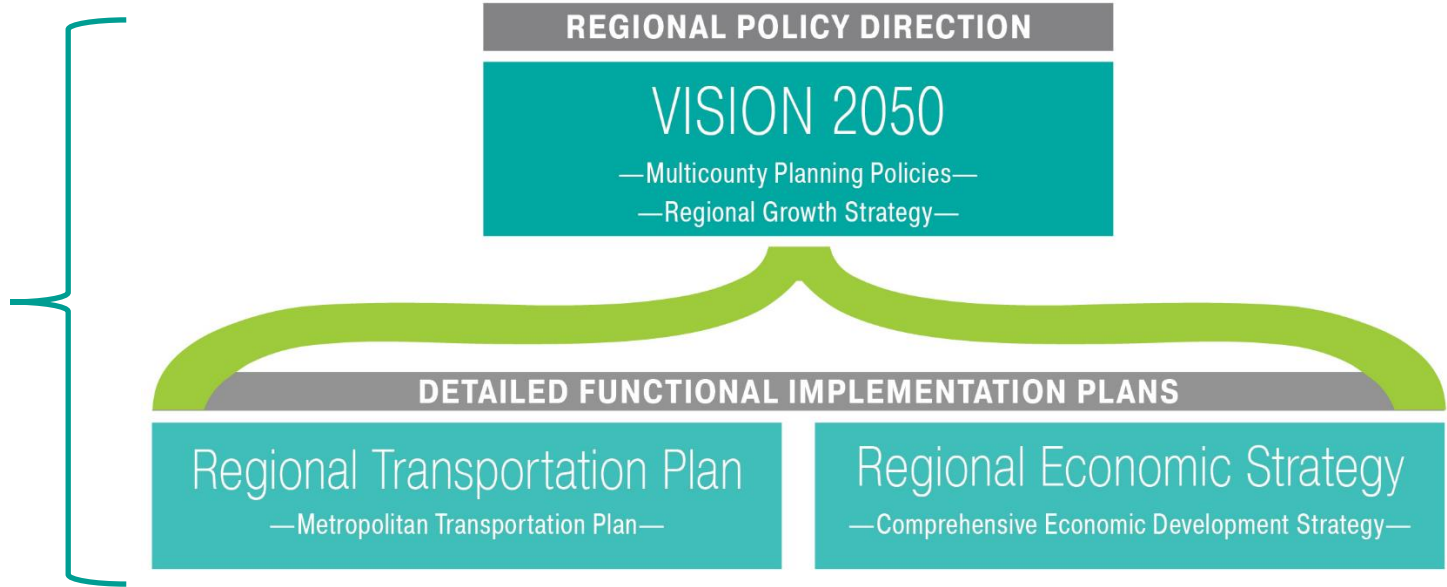 REGIONAL POLICY DIRECTION
VISION 2050
—Multicounty Planning Policies—
—Regional Growth Strategy—
DETAILED FUNCTIONAL IMPLEMENTATION PLANS
Regional Transportation Plan
—Metropolitan Transportation Plan—
Regional Economic Strategy
—Comprehensive Economic Development Strategy—